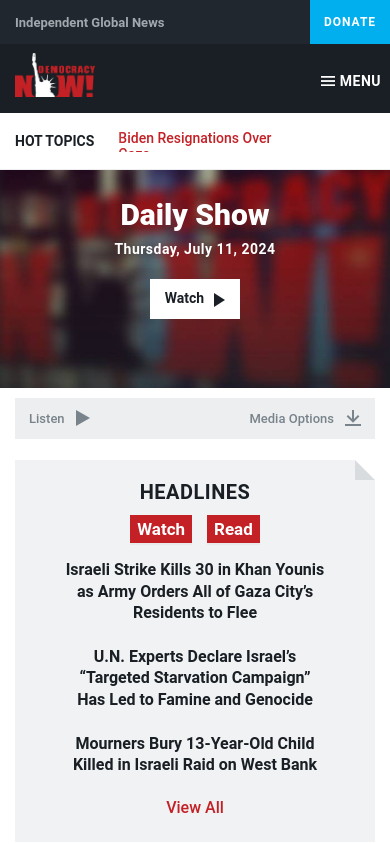 Independent Global News
DONATE
DEMOCRACY
NOW!
MENU
HOT TOPICS
Biden Resignations Over
Gaza
Daily Show
Thursday, July 11, 2024
Watch
Listen
Media Options
HEADLINES
Watch
Read
Israeli Strike Kills 30 in Khan Younis
as Army Orders All of Gaza City’s
Residents to Flee
U.N. Experts Declare Israel’s
“Targeted Starvation Campaign”
Has Led to Famine and Genocide
Mourners Bury 13-Year-Old Child
Killed in Israeli Raid on West Bank
View All